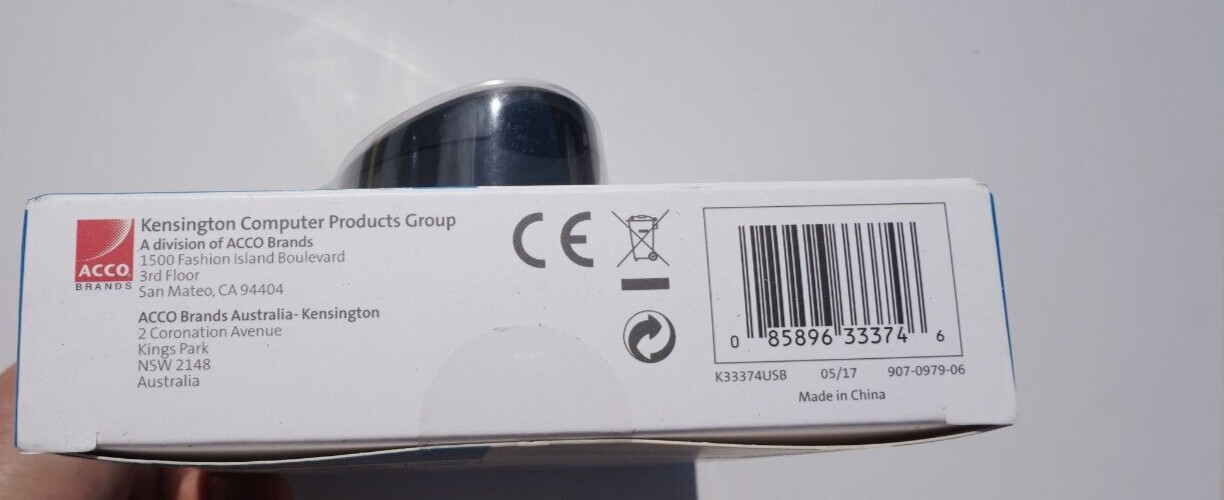 ACCO
BRANDS
Kensington Computer Products Group
A division of ACCO Brands
1500 Fashion Island Boulevard
3rd Floor
San Mateo, CA 94404
ACCO Brands Australia- Kensington
2 Coronation Avenue
Kings Park
NSW 2148
Australia
CE
0 85896 33374 6
K33374USB 05/17 907-0979-06
Made in China